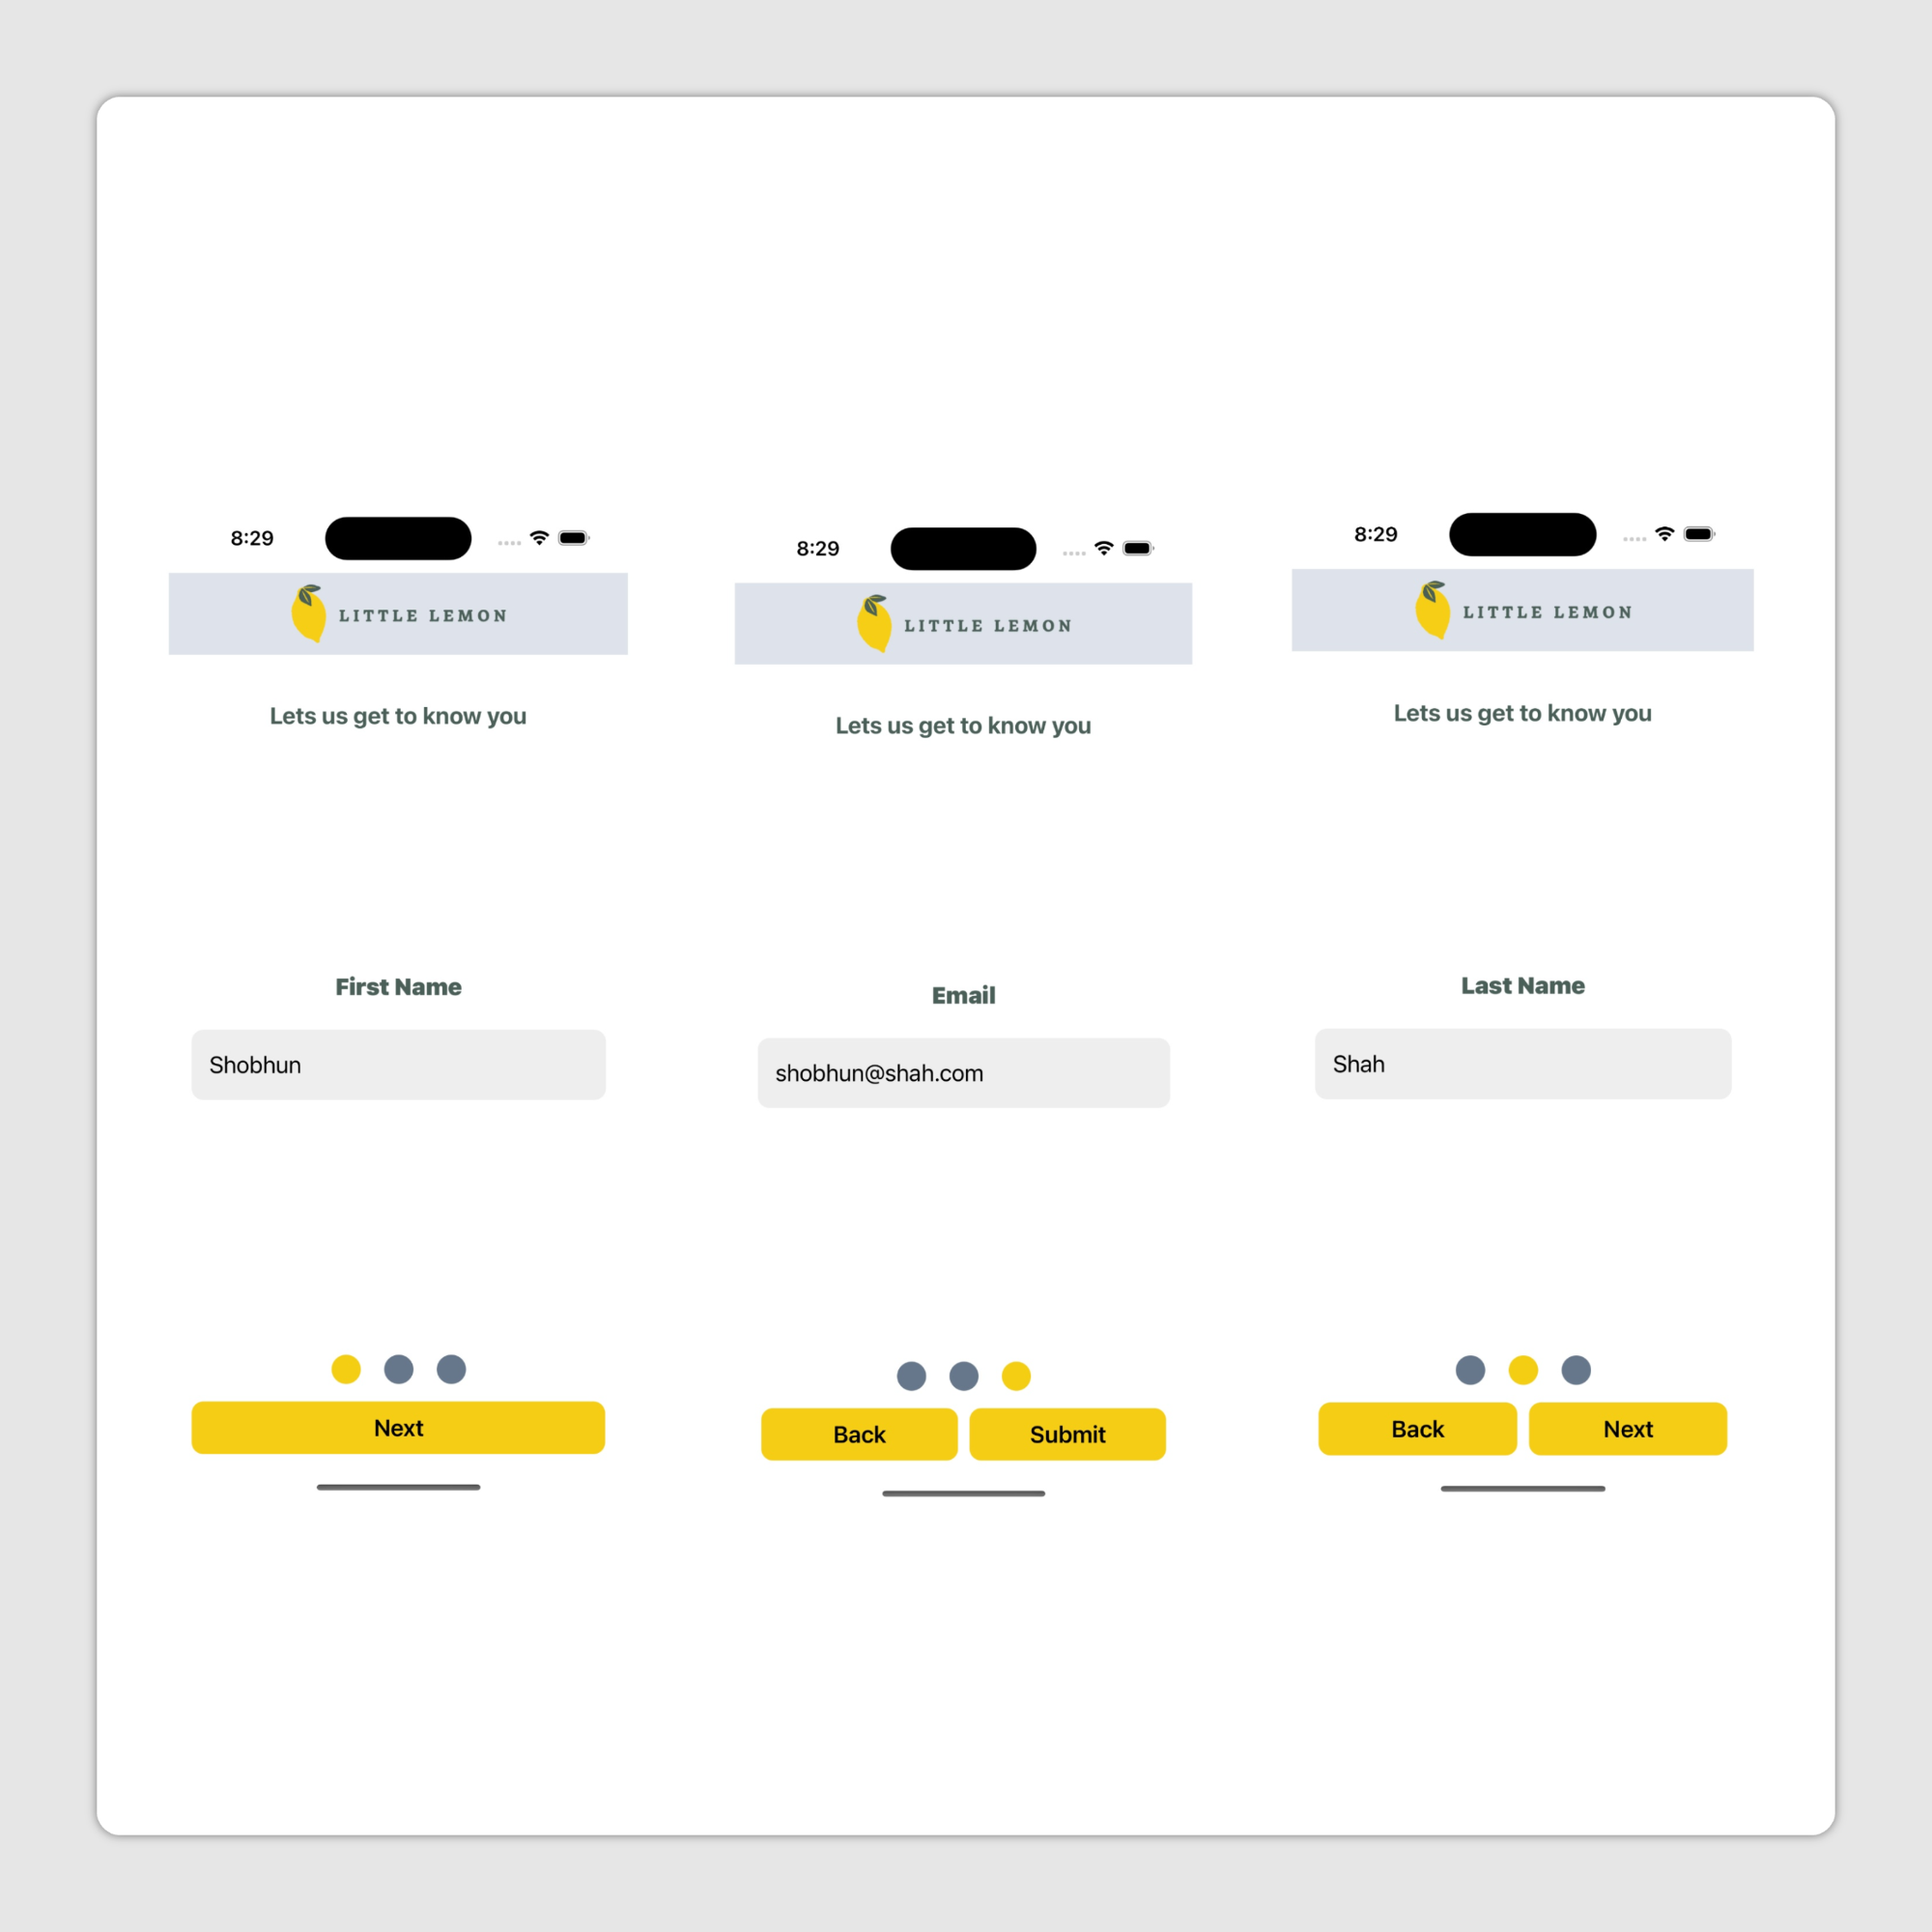 8:29
LITTLE LEMON
Lets us get to know you
First Name
Shobhun
Next
8:29
LITTLE LEMON
Lets us get to know you
Email
shobhun@shah.com
Back
Submit
8:29
LITTLE LEMON
Lets us get to know you
Last Name
Shah
Back
Next